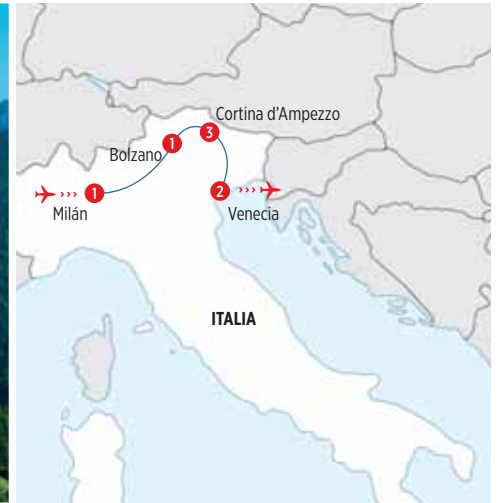 Cortina d'Ampezzo
3
Bolzano
1
1
Milán
2
Venecia
ITALIA